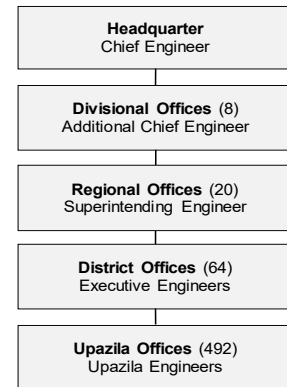 Headquarter
Chief Engineer
Divisional Offices (8)
Additional Chief Engineer
Regional Offices (20)
Superintending Engineer
District Offices (64)
Executive Engineers
Upazila Offices (492)
Upazila Engineers